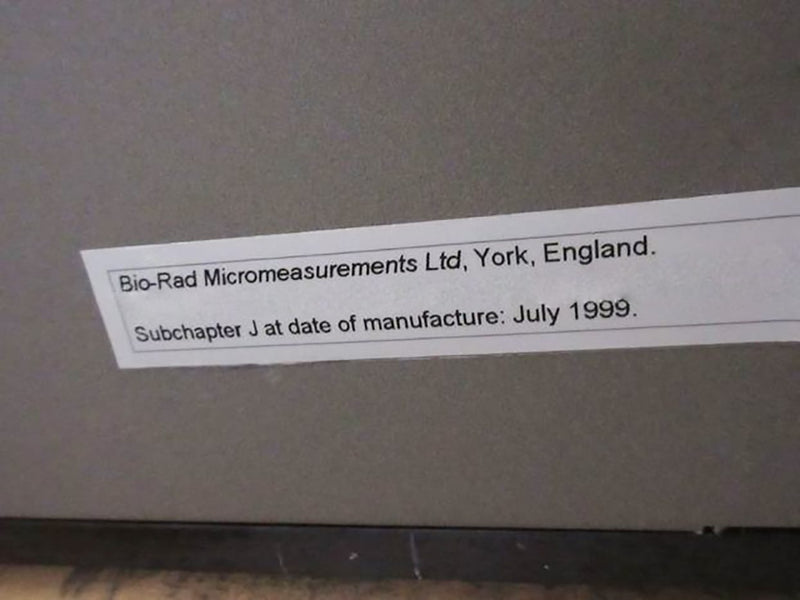 Bio-Rad Micromeasurements Ltd, York, England.
Subchapter J at date of manufacture: July 1999.